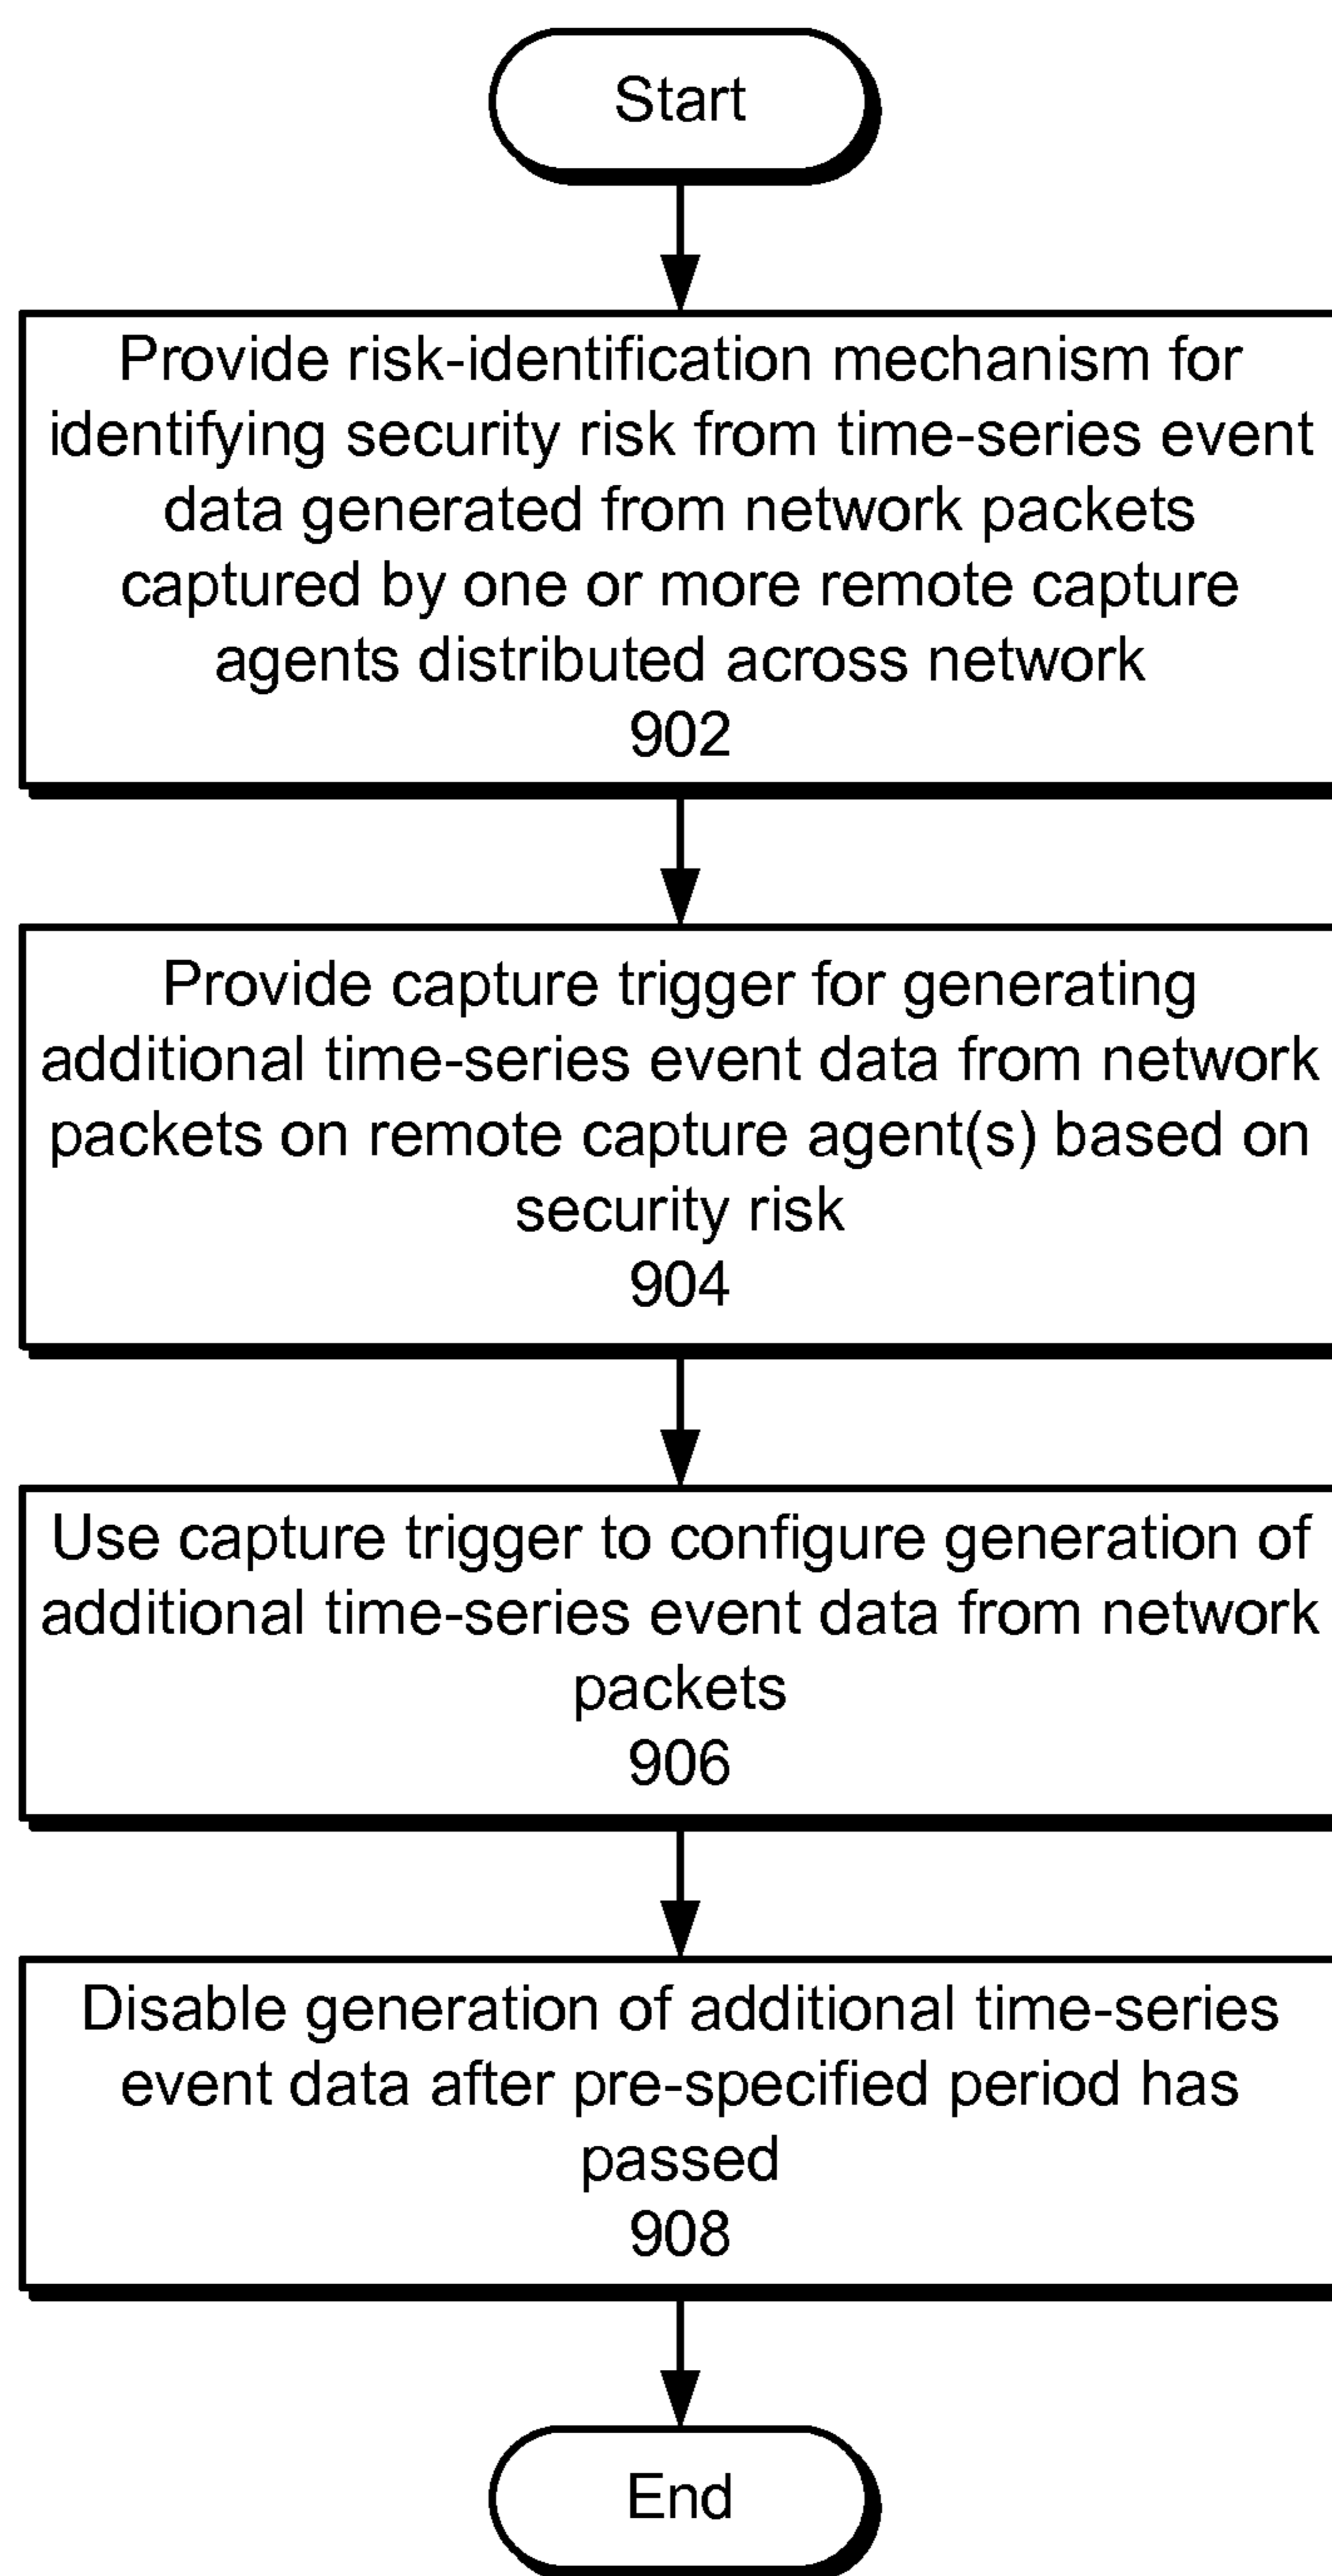 Start
Provide risk-identification mechanism for
identifying security risk from time-series event
data generated from network packets
captured by one or more remote capture
agents distributed across network
902
Provide capture trigger for generating
additional time-series event data from network
packets on remote capture agent(s) based on
security risk
904
Use capture trigger to configure generation of
additional time-series event data from network
packets
906
Disable generation of additional time-series
event data after pre-specified period has
passed
908
End